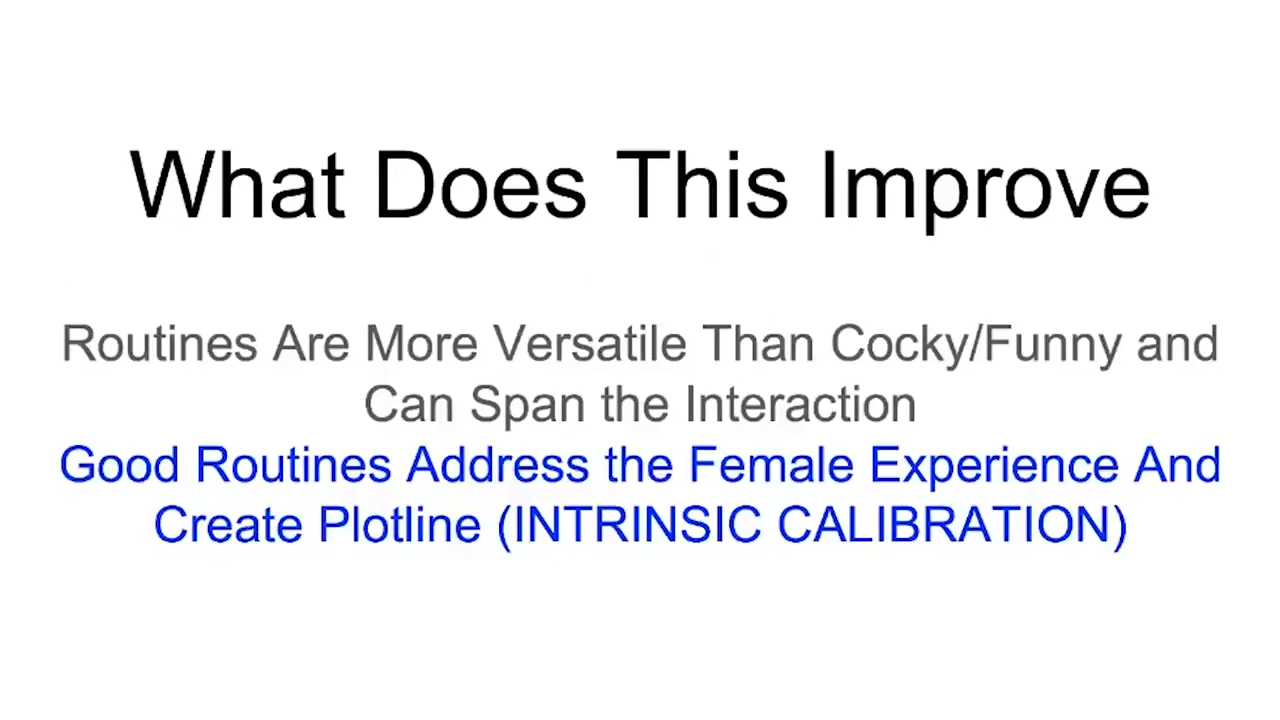 What Does This Improve
Routines Are More Versatile Than Cocky/Funny and
Can Span the Interaction
Good Routines Address the Female Experience And
Create Plotline (INTRINSIC CALIBRATION)